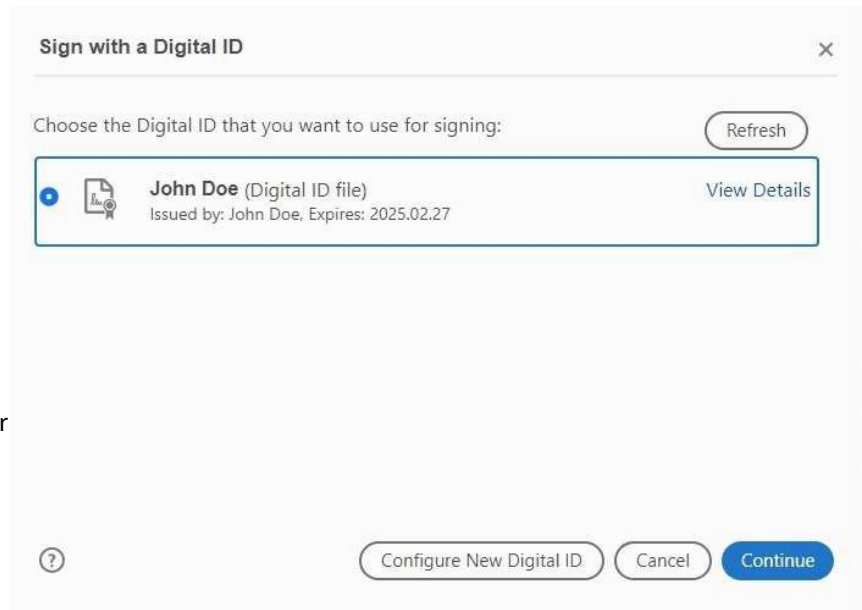 Sign with a Digital ID
Choose the Digital ID that you want to use for signing:
Refresh
John Doe (Digital ID file)
View Details
Issued by: John Doe, Expires: 2025.02.27
r
?
Configure New Digital ID
Cancel
Continue